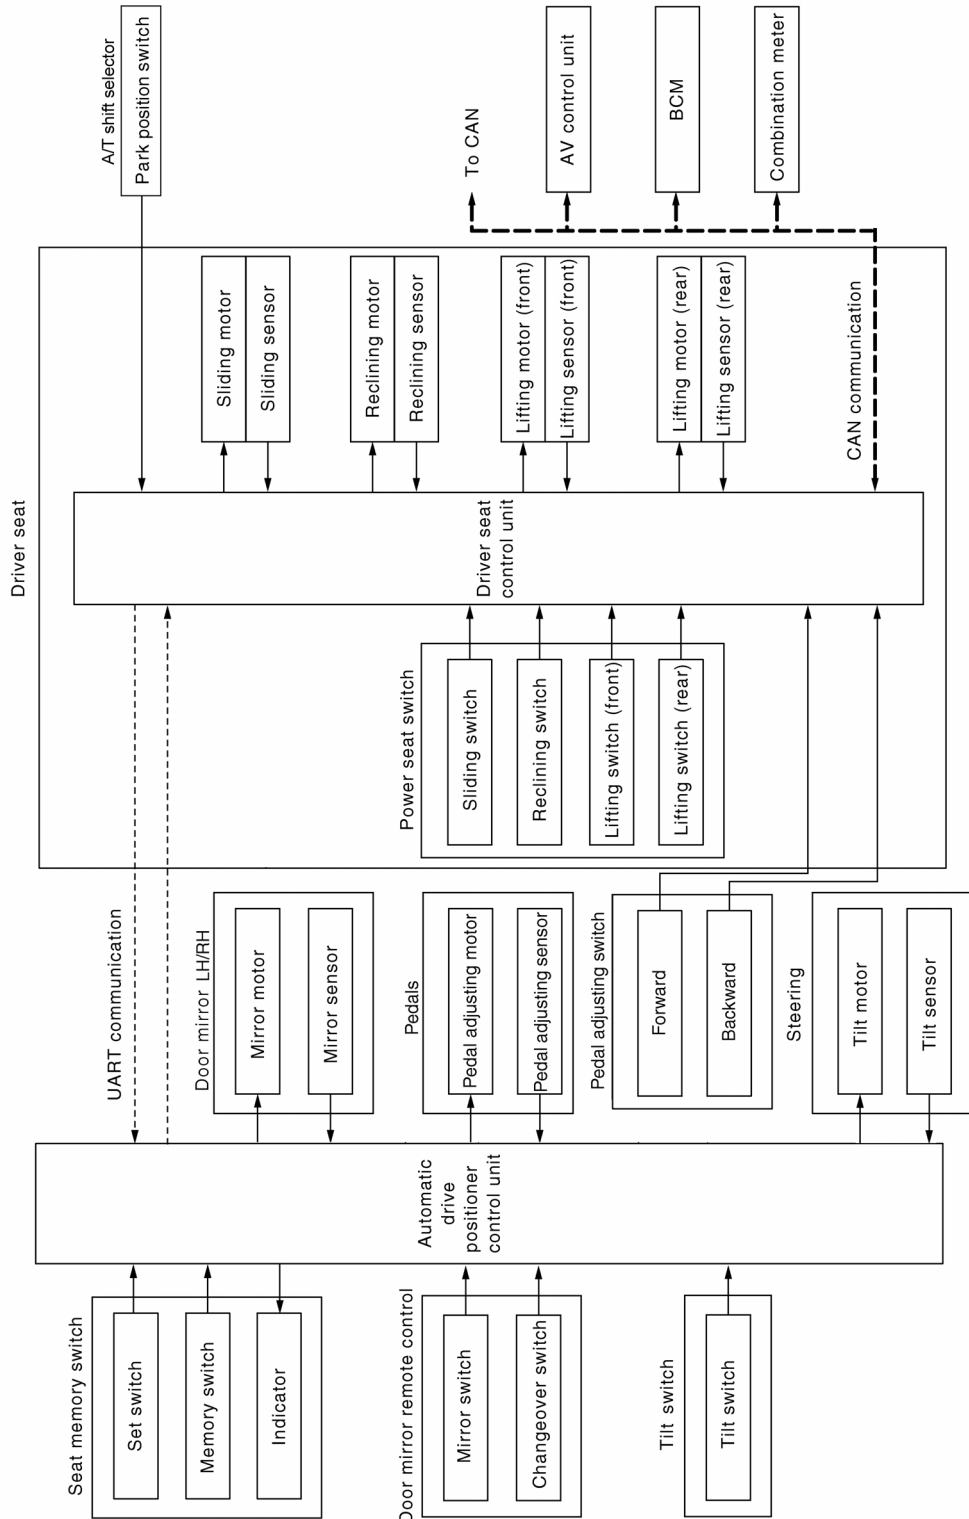 Seat memory switch
Set switch
Memory switch
Indicator
Door mirror remote control
Mirror switch
Changeover switch
Tilt switch
Tilt switch
Automatic
drive
positioner
control unit
UART communication
Door mirror LH/RH
Mirror motor
Mirror sensor
Pedals
Pedal adjusting motor
Pedal adjusting sensor
Pedal adjusting switch
Forward
Backward
Steering
Tilt motor
Tilt sensor
Driver seat
Power seat switch
Sliding switch
Reclining switch
Lifting switch (front)
Lifting switch (rear)
Driver seat
control unit
Sliding motor
Sliding sensor
Reclining motor
Reclining sensor
Lifting motor (front)
Lifting sensor (front)
Lifting motor (rear)
Lifting sensor (rear)
CAN communication
A/T shift selector
Park position switch
To CAN
AV control unit
BCM
Combination meter